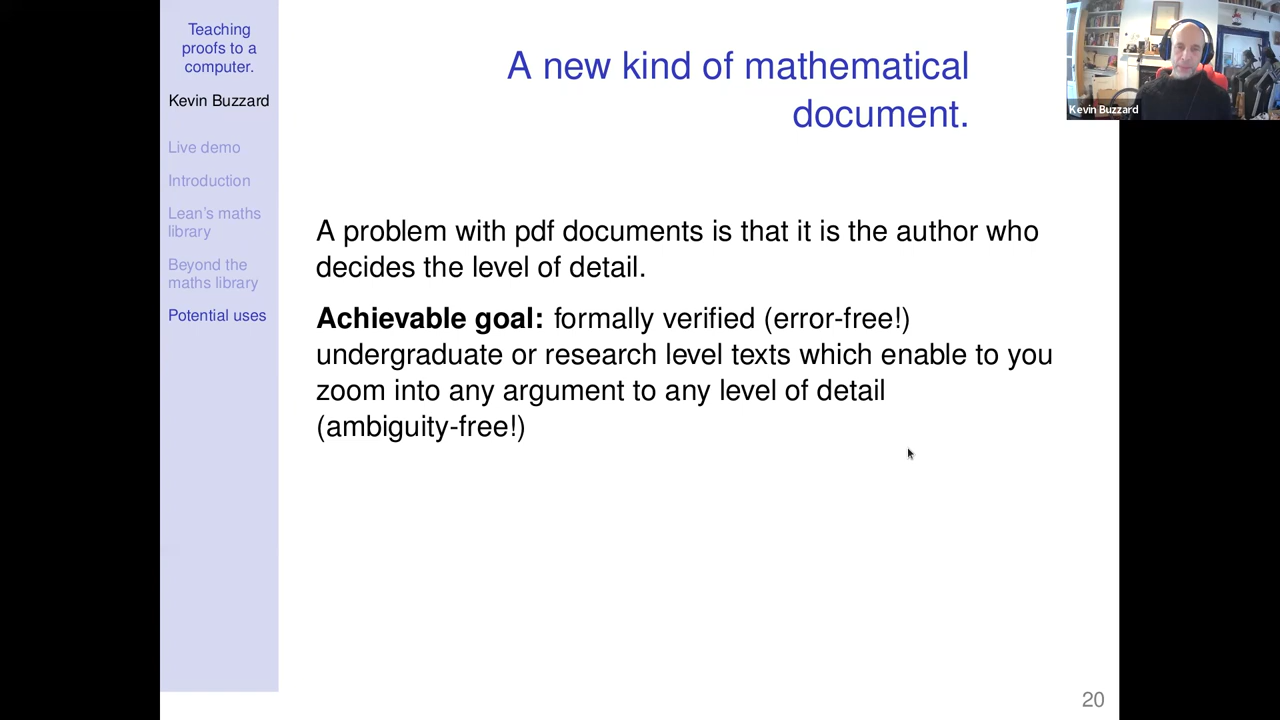 Teaching
proofs to a
computer.
Kevin Buzzard
Live demo
Introduction
Lean's maths
library
Beyond the
maths library
Potential uses
A new kind of mathematical
document.
A problem with pdf documents is that it is the author who
decides the level of detail.
Achievable goal: formally verified (error-free!)
undergraduate or research level texts which enable to you
zoom into any argument to any level of detail
(ambiguity-free!)
20
Kevin Buzzard